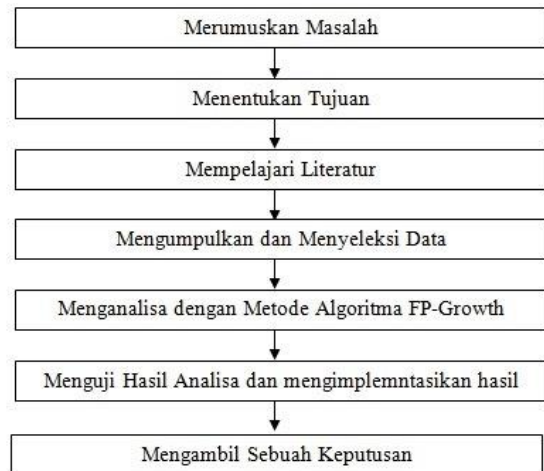 Merumuskan Masalah
Menentukan Tujuan
Mempelajari Literatur
Mengumpulkan dan Menyeleksi Data
Menganalisa dengan Metode Algoritma FP-Growth
Menguji Hasil Analisa dan mengimplemntasikan hasil
Mengambil Sebuah Keputusan